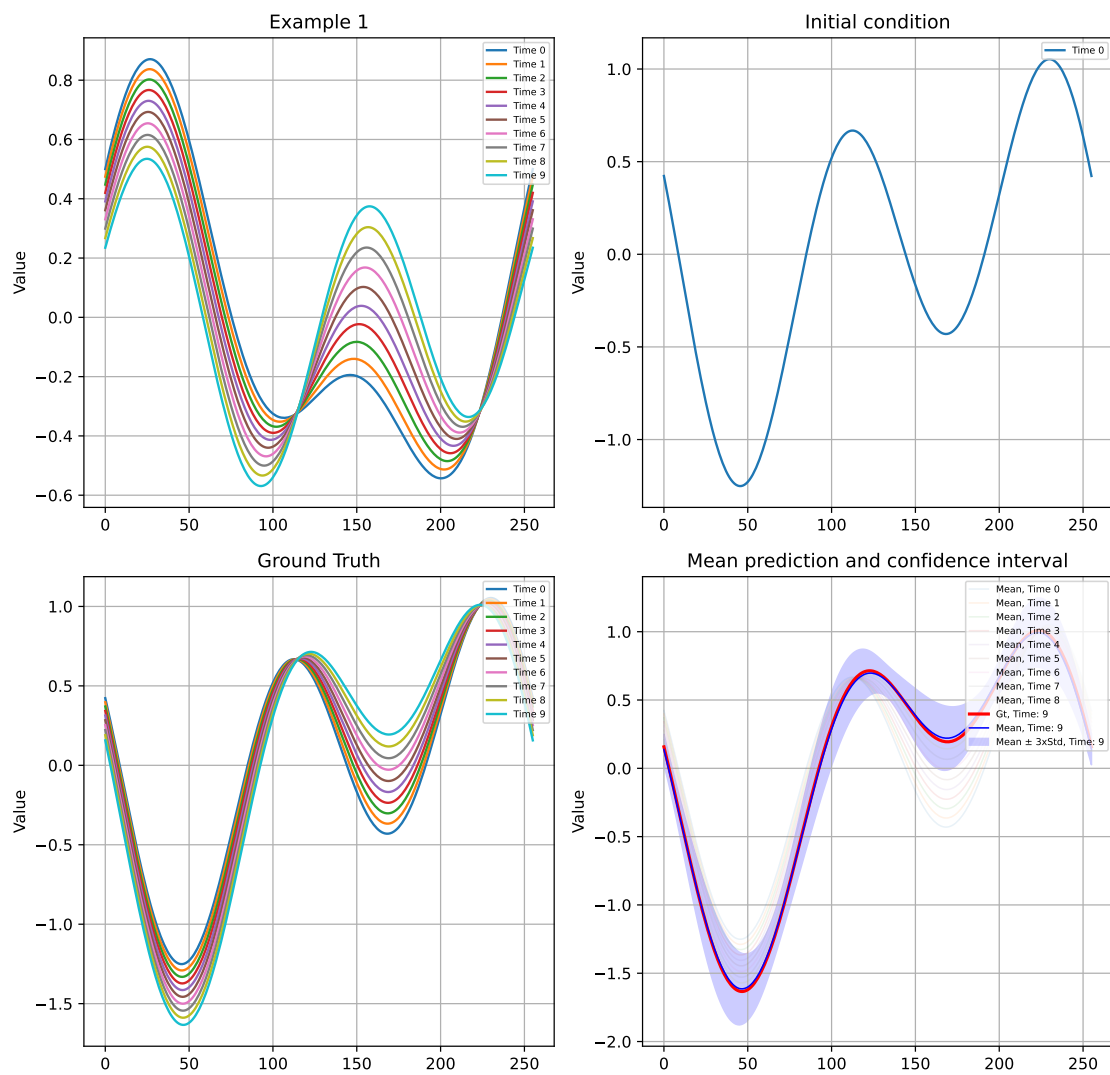 Example 1
Value
0.8
0.6
0.4
0.2
0.0
−0.2
−0.4
−0.6
0
50
100
150
200
250
Time 0
Time 1
Time 2
Time 3
Time 4
Time 5
Time 6
Time 7
Time 8
Time 9
Initial condition
Value
1.0
0.5
0.0
−0.5
−1.0
0
50
100
150
200
250
Time 0
Ground Truth
Value
1.0
0.5
0.0
−0.5
−1.0
−1.5
0
50
100
150
200
250
Time 0
Time 1
Time 2
Time 3
Time 4
Time 5
Time 6
Time 7
Time 8
Time 9
Mean prediction and confidence interval
Value
1.0
0.5
0.0
−0.5
−1.0
−1.5
−2.0
0
50
100
150
200
250
Mean, Time 0
Mean, Time 1
Mean, Time 2
Mean, Time 3
Mean, Time 4
Mean, Time 5
Mean, Time 6
Mean, Time 7
Mean, Time 8
Gt, Time: 9
Mean, Time: 9
Mean ± 3xStd, Time: 9